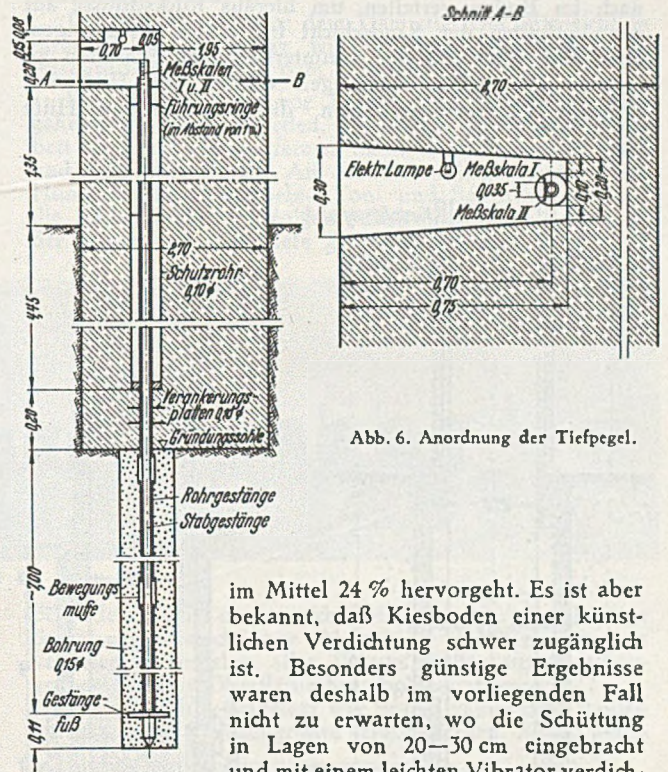 Schnitt A-B
0,08
0,15
0,20
1,35
4,45
0,20
7,00
0,11
0,70
0,05
1,95
A
B
Meßskalen
I u. II
Führungsringe
(im Abstand von 1 m)
2,70
Schutzrohr
0,10 ⌀
Verankerungs-
platten 0,15 ⌀
Gründungssohle
Rohrgestänge
Stabgestänge
Bewegungs
muffe
Bohrung
0,15 ⌀
Gestänge-
fuß
2,70
0,30
Elektr. Lampe
Meßskala I
0,035
Meßskala II
0,10
0,20
0,70
0,75
Abb. 6. Anordnung der Tiefpegel.
im Mittel 24 % hervorgeht. Es ist aber
bekannt, daß Kiesboden einer künst-
lichen Verdichtung schwer zugänglich
ist. Besonders günstige Ergebnisse
waren deshalb im vorliegenden Fall
nicht zu erwarten, wo die Schüttung
in Lagen von 20—30 cm eingebracht
und mit einem leichten Vibrator verdich-